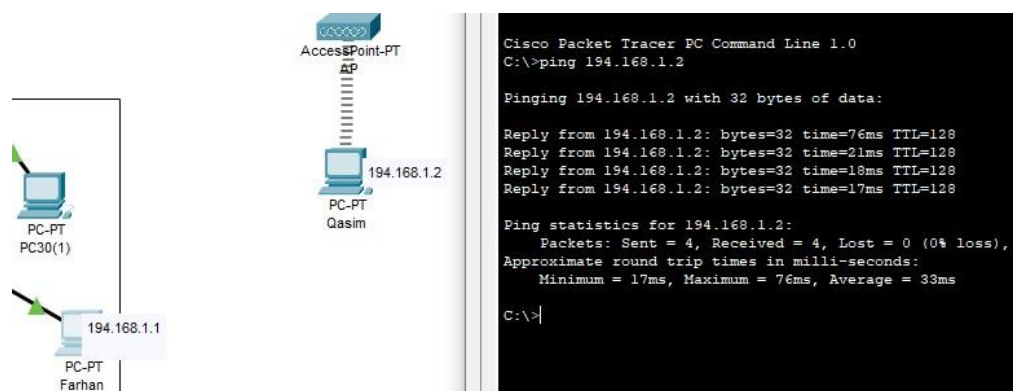 AccessPoint-PT
AP
194.168.1.2
PC-PT
Qasim
PC-PT
PC30(1)
194.168.1.1
PC-PT
Farhan
Cisco Packet Tracer PC Command Line 1.0
C:\>ping 194.168.1.2
Pinging 194.168.1.2 with 32 bytes of data:
Reply from 194.168.1.2: bytes=32 time=76ms TTL=128
Reply from 194.168.1.2: bytes=32 time=21ms TTL=128
Reply from 194.168.1.2: bytes=32 time=18ms TTL=128
Reply from 194.168.1.2: bytes=32 time=17ms TTL=128
Ping statistics for 194.168.1.2:
Packets: Sent = 4, Received = 4, Lost = 0 (0% loss),
Approximate round trip times in milli-seconds:
Minimum = 17ms, Maximum = 76ms, Average = 33ms
C:\>